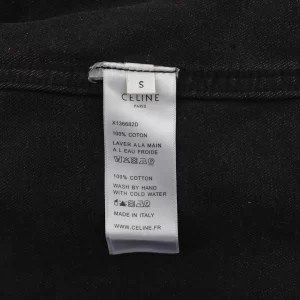 S
CELINE
PARIS
X136682D
100% COTON
LAVER A LA MAIN
A L EAU FROIDE
100% COTTON
WASH BY HAND
WITH COLD WATER
MADE IN ITALY
WWW.CELINE.FR